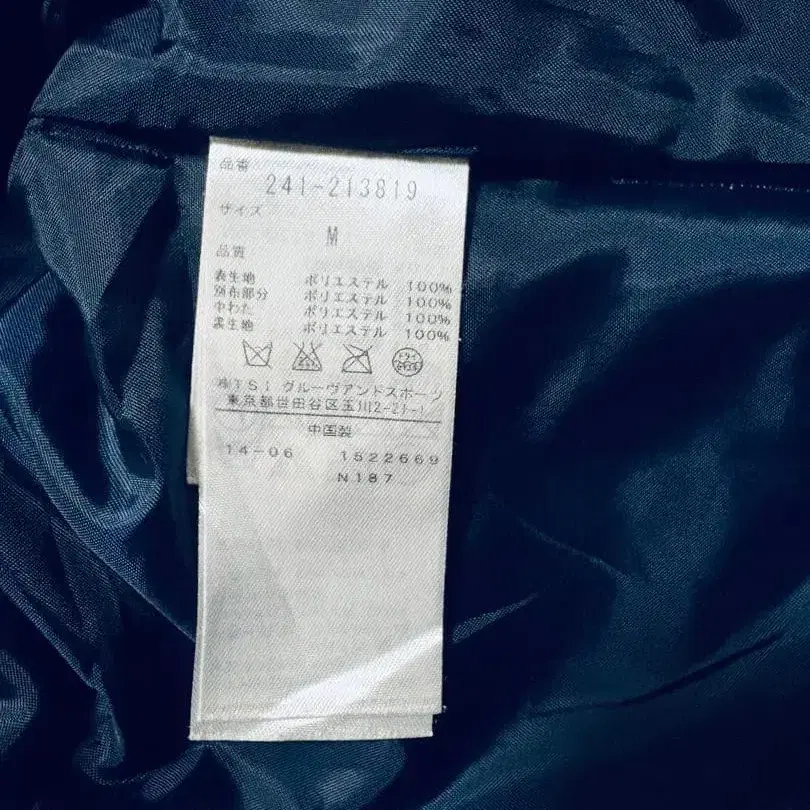 品番
241-213819
サイズ
M
品質
表生地 ポリエステル 100%
別布部分 ポリエステル 100%
中わた ポリエステル 100%
裏生地 ポリエステル 100%
㈱TSI グルーヴアンドスポーツ
東京都世田谷区玉川2-21-1
中国製
14-06 1522669
N187